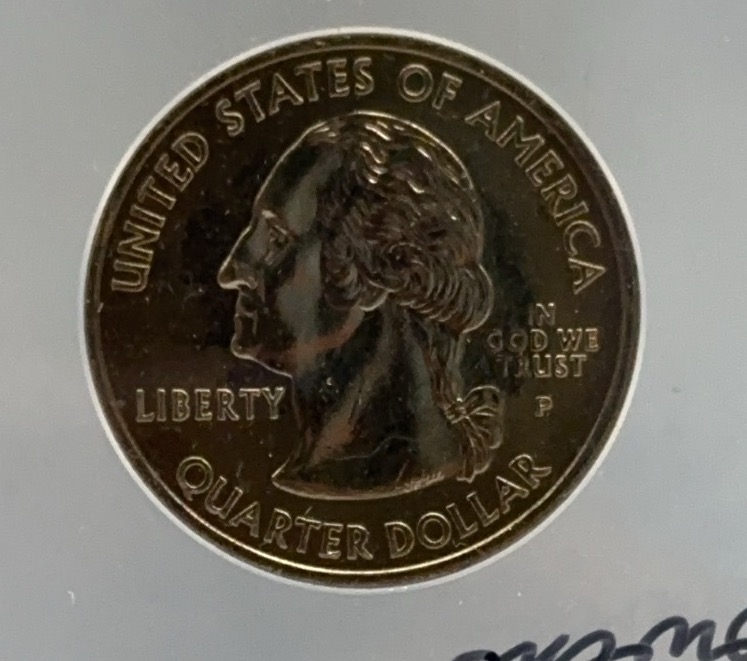 UNITED STATES OF AMERICA
LIBERTY
IN
GOD WE
TRUST
P
QUARTER DOLLAR